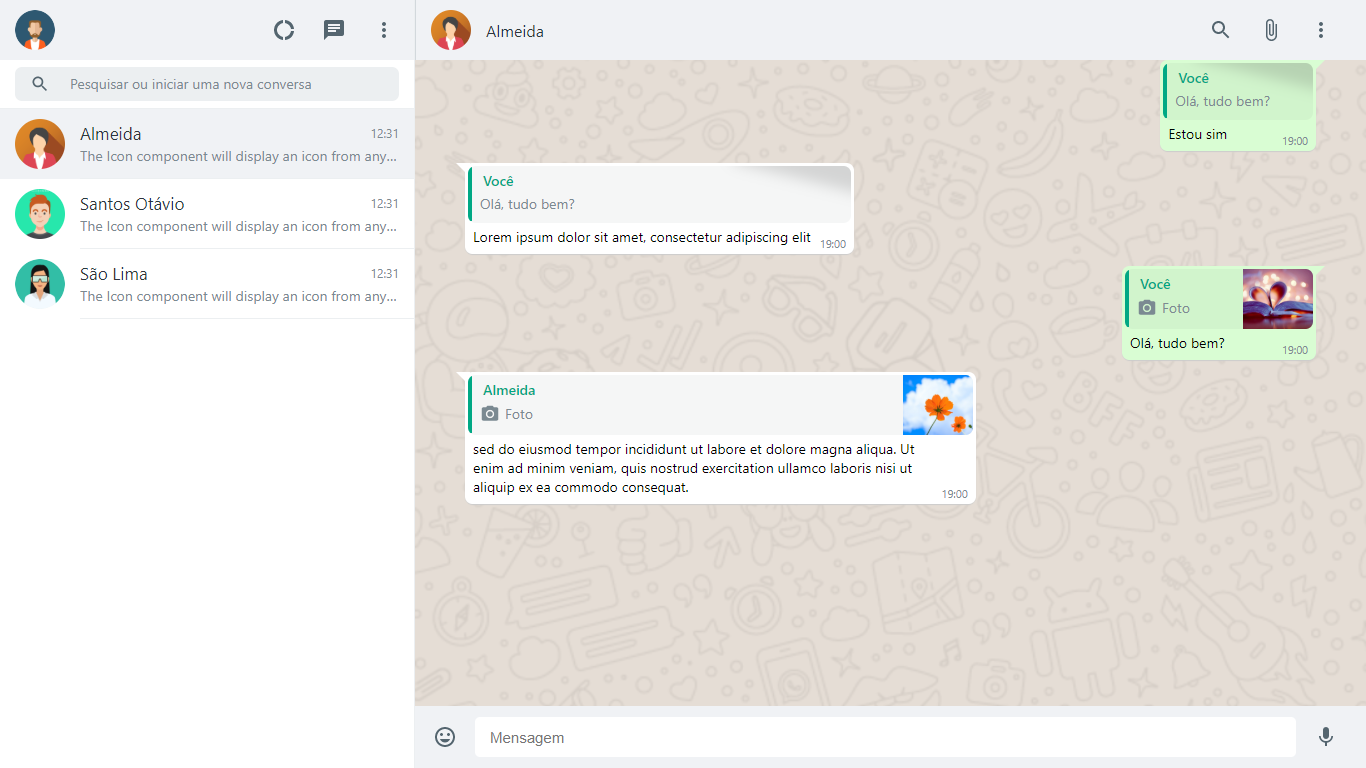 Pesquisar ou iniciar uma nova conversa
Almeida 12:31
The Icon component will display an icon from any...
Santos Otávio 12:31
The Icon component will display an icon from any...
São Lima 12:31
The Icon component will display an icon from any...
Almeida
Você
Olá, tudo bem?
Estou sim 19:00
Você
Olá, tudo bem?
Lorem ipsum dolor sit amet, consectetur adipiscing elit 19:00
Você
Foto
Olá, tudo bem? 19:00
Almeida
Foto
sed do eiusmod tempor incididunt ut labore et dolore magna aliqua. Ut
enim ad minim veniam, quis nostrud exercitation ullamco laboris nisi ut
aliquip ex ea commodo consequat. 19:00
Mensagem